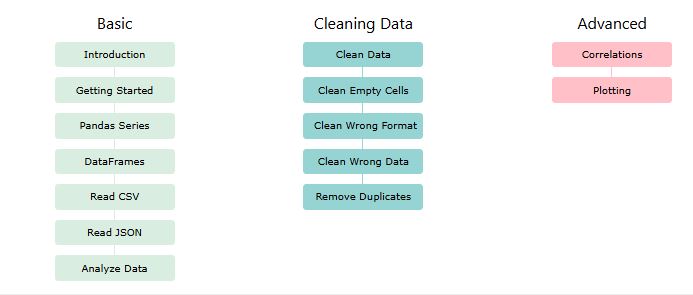 Basic
Introduction
Getting Started
Pandas Series
DataFrames
Read CSV
Read JSON
Analyze Data
Cleaning Data
Clean Data
Clean Empty Cells
Clean Wrong Format
Clean Wrong Data
Remove Duplicates
Advanced
Correlations
Plotting